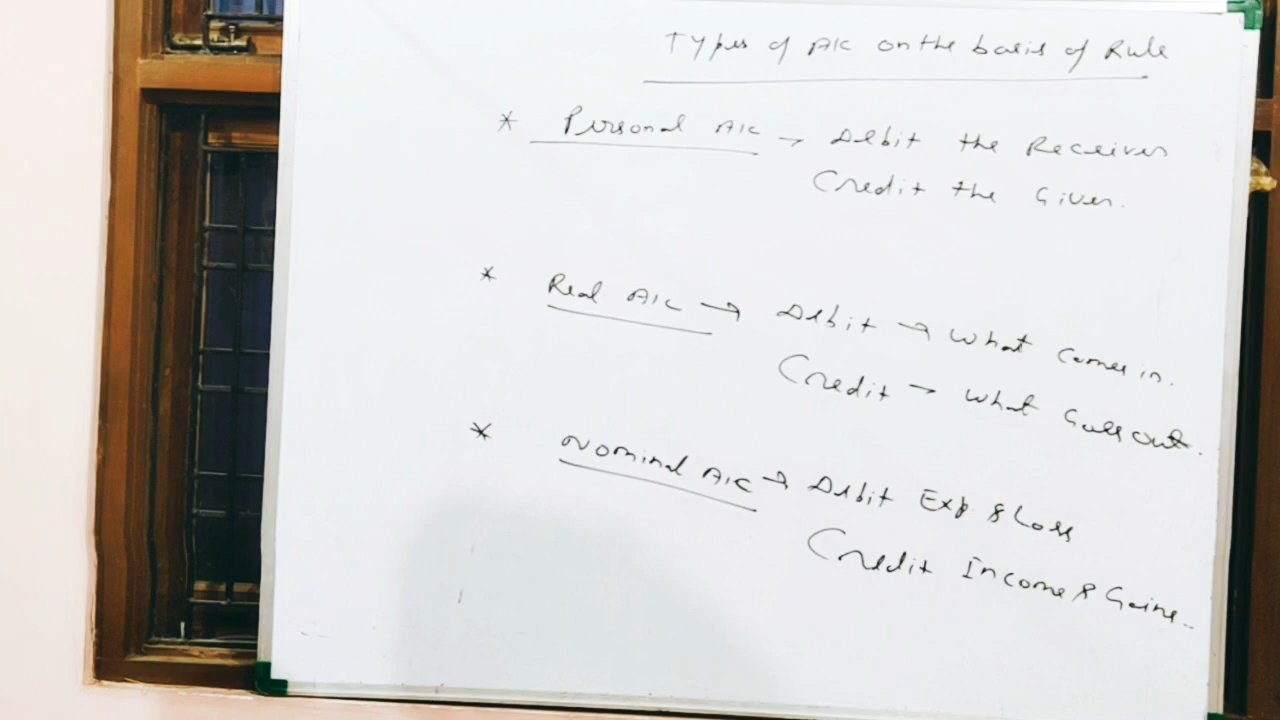 Types of A/C on the basis of Rule
* Personal A/C → Debit the Receiver
Credit the Giver.
* Real A/C → Debit → What comes in.
Credit → What Goes out.
* Nominal A/C → Debit Exp. & Loss
Credit Income & Gains.